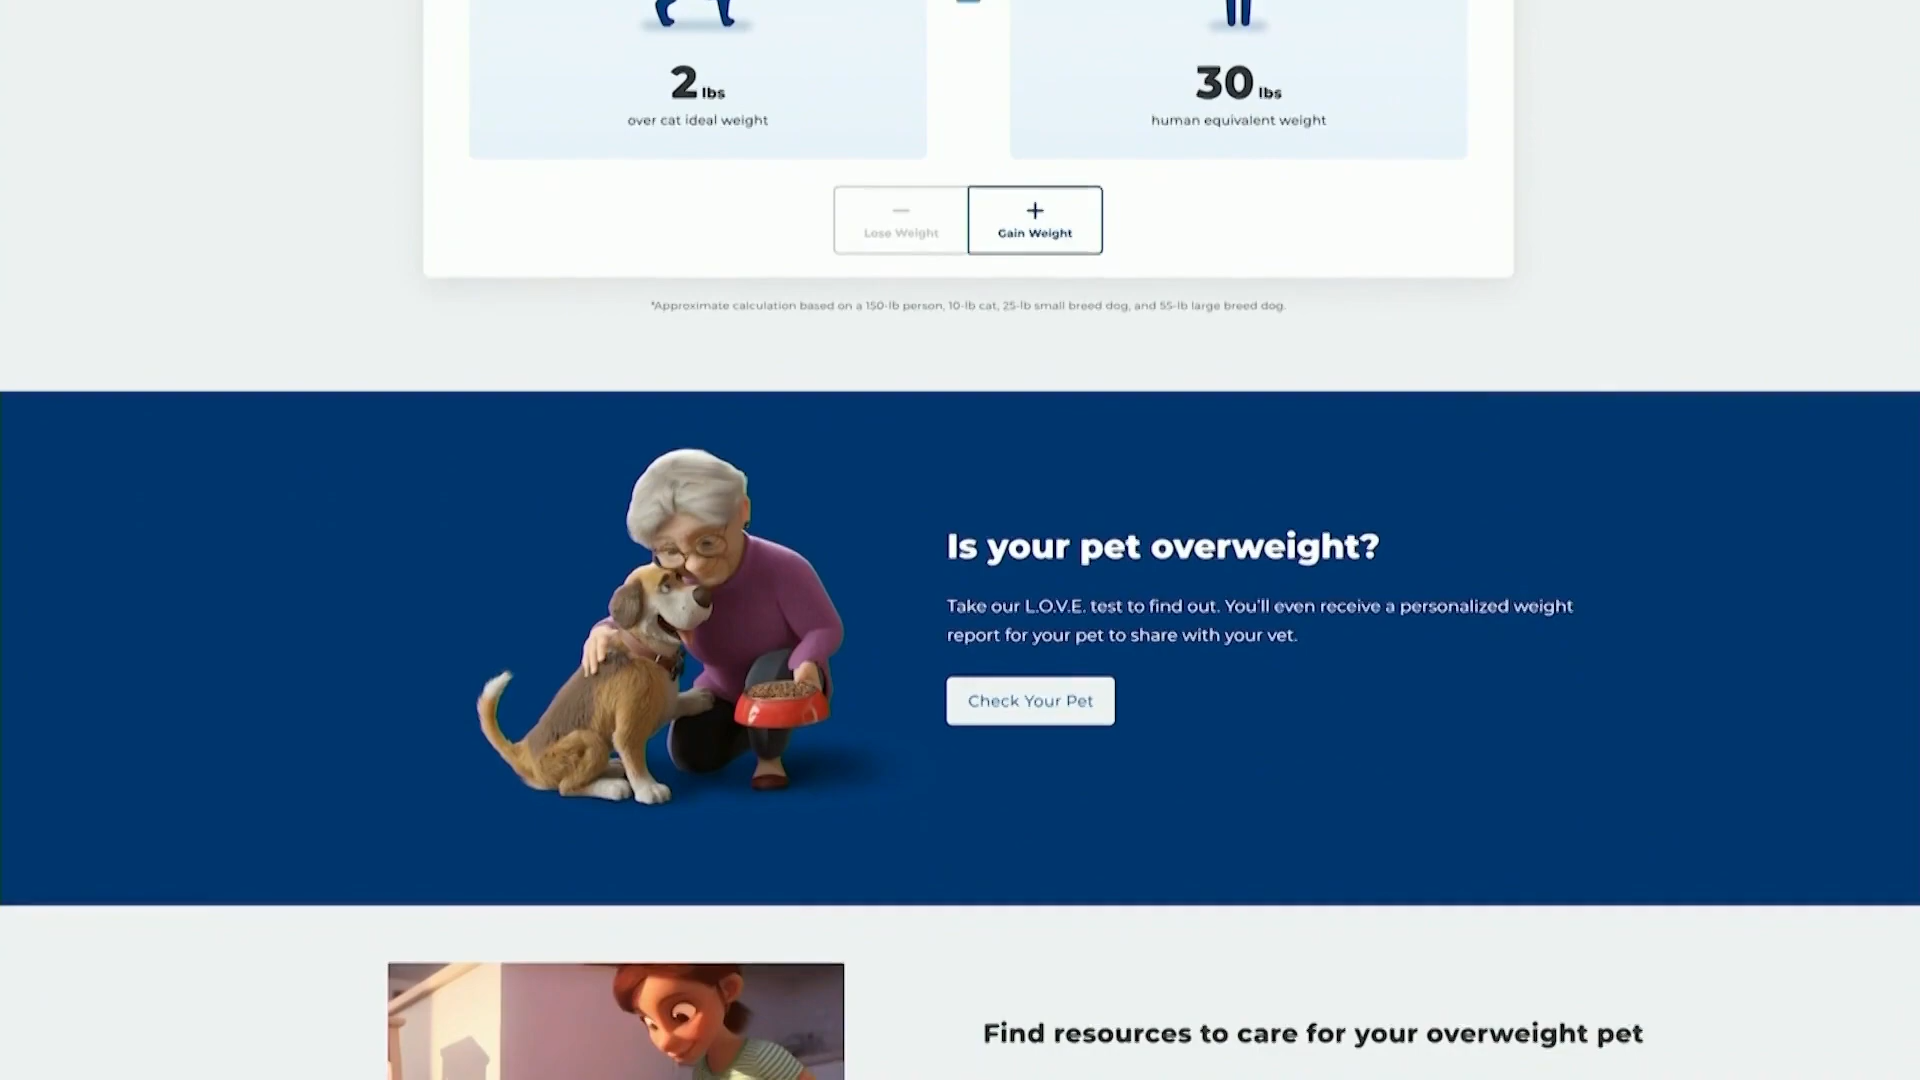 2 lbs
over cat ideal weight
30 lbs
human equivalent weight
Lose Weight
Gain Weight
*Approximate calculation based on a 150-lb person, 10-lb cat, 25-lb small breed dog, and 55-lb large breed dog.
Is your pet overweight?
Take our L.O.V.E. test to find out. You'll even receive a personalized weight
report for your pet to share with your vet.
Check Your Pet
Find resources to care for your overweight pet